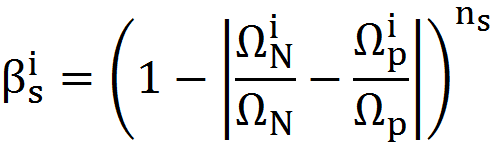 β_s^i = (1 − |Ω_N^i/Ω_N − Ω_p^i/Ω_p|)^{n_s}